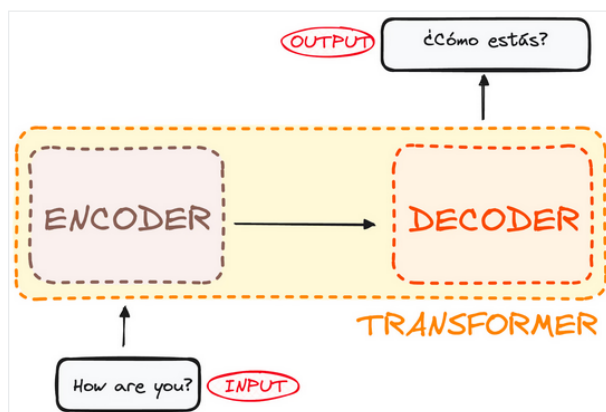 OUTPUT
¿Cómo estás?
ENCODER
DECODER
TRANSFORMER
How are you?
INPUT